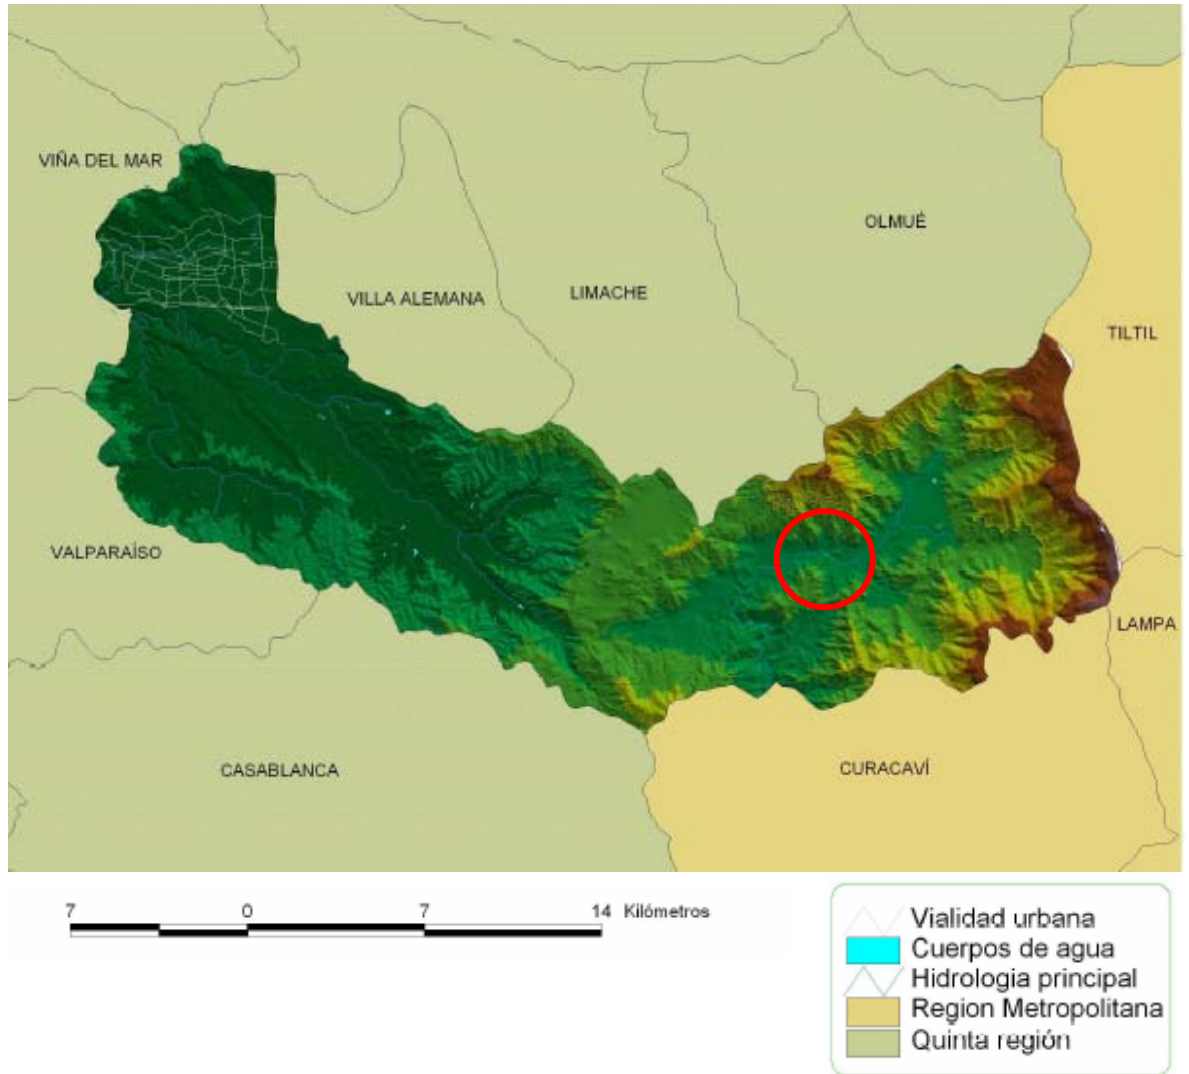 VIÑA DEL MAR
OLMUÉ
VILLA ALEMANA
LIMACHE
TILTIL
VALPARAÍSO
LAMPA
CASABLANCA
CURACAVÍ
7 0 7 14 Kilómetros
Vialidad urbana
Cuerpos de agua
Hidrologia principal
Region Metropolitana
Quinta región